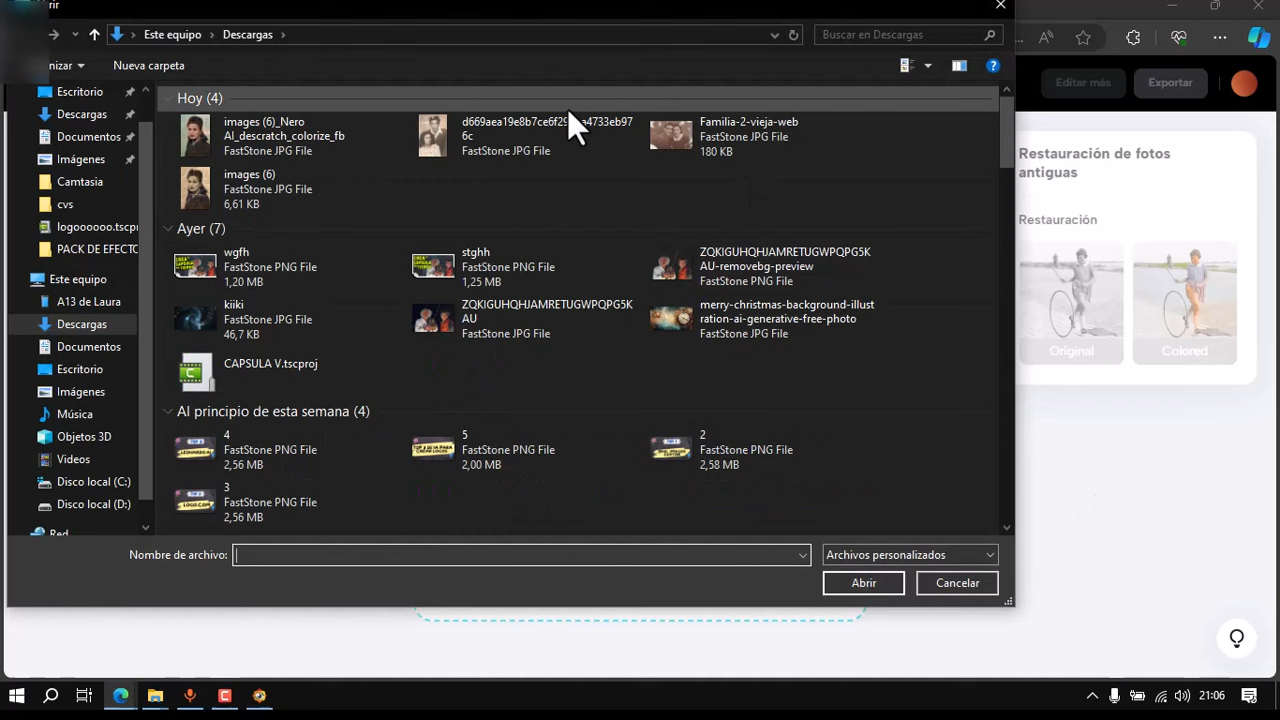 rir
Este equipo > Descargas >
Buscar en Descargas
Editar más
Exportar
nizar
Nueva carpeta
Escritorio
Descargas
Documentos
Imágenes
Camtasia
cvs
logoooooo.tscpr
PACK DE EFECTO
Este equipo
A13 de Laura
Descargas
Documentos
Escritorio
Imágenes
Música
Objetos 3D
Videos
Disco local (C:)
Disco local (D:)
Red
Hoy (4)
images (6)_Nero
AI_descratch_colorize_fb
FastStone JPG File
6c
FastStone JPG File
Familia-2-vieja-web
FastStone JPG File
180 KB
images (6)
FastStone JPG File
6,61 KB
Ayer (7)
wgfh
FastStone PNG File
1,20 MB
stghh
FastStone PNG File
1,25 MB
ZQKIGUHQHJAMRETUGWPQPG5K
AU-removebg-preview
FastStone PNG File
kiiki
FastStone JPG File
46,7 KB
ZQKIGUHQHJAMRETUGWPQPG5K
AU
FastStone JPG File
merry-christmas-background-illust
ration-ai-generative-free-photo
FastStone JPG File
CAPSULA V.tscproj
Al principio de esta semana (4)
4
FastStone PNG File
2,56 MB
5
FastStone PNG File
2,00 MB
2
FastStone PNG File
2,58 MB
3
FastStone PNG File
2,56 MB
Nombre de archivo:
Archivos personalizados
Abrir
Cancelar
Restauración de fotos
antiguas
Restauración
Original
Colored
21:06